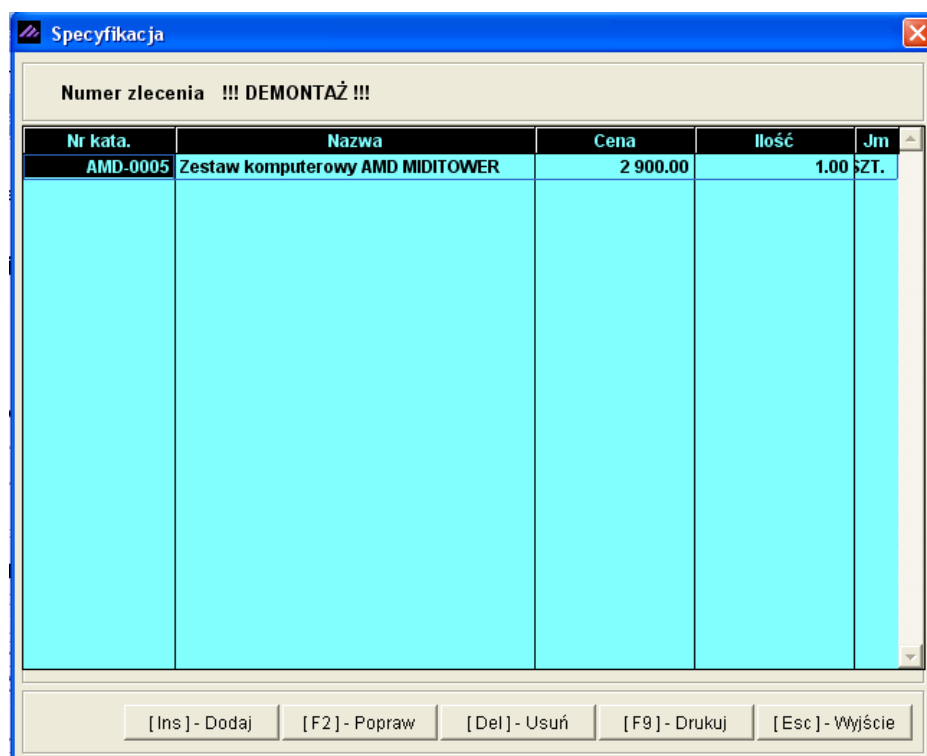 Specyfikacja
Numer zlecenia !!! DEMONTAŻ !!!
Nr kata. Nazwa Cena Ilość Jm
AMD-0005 Zestaw komputerowy AMD MIDITOWER 2 900.00 1.00 SZT.
[ Ins ] - Dodaj [ F2 ] - Popraw [ Del ] - Usuń [ F9 ] - Drukuj [ Esc ] - Wyjście